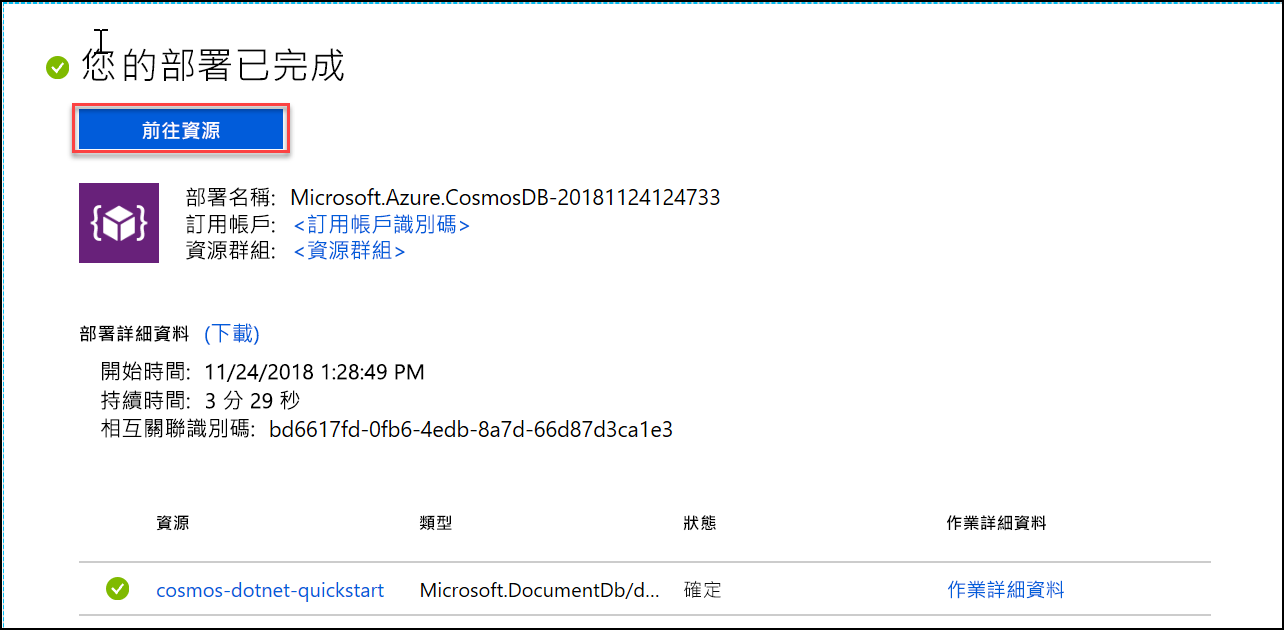 您的部署已完成
前往資源
部署名稱: Microsoft.Azure.CosmosDB-20181124124733
訂用帳戶: <訂用帳戶識別碼>
資源群組: <資源群組>
部署詳細資料 (下載)
開始時間: 11/24/2018 1:28:49 PM
持續時間: 3 分 29 秒
相互關聯識別碼: bd6617fd-0fb6-4edb-8a7d-66d87d3ca1e3
資源 類型 狀態 作業詳細資料
cosmos-dotnet-quickstart Microsoft.DocumentDb/d... 確定 作業詳細資料